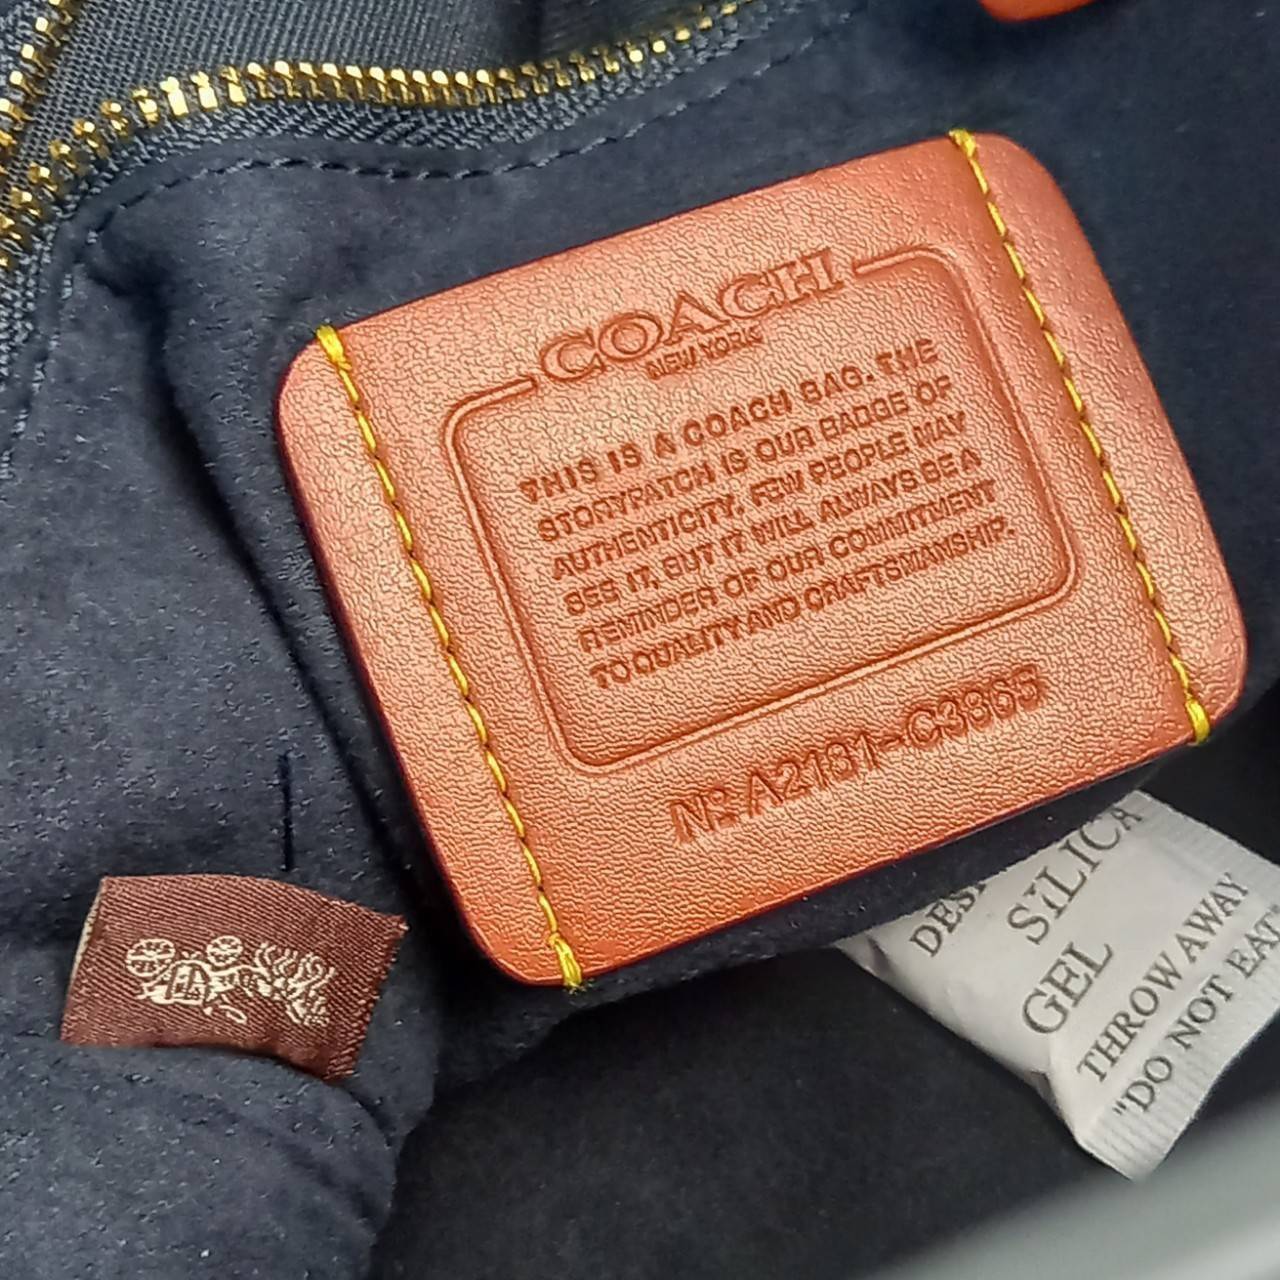 COACH
NEW YORK
THIS IS A COACH BAG. THE
STORYPATCH IS OUR BADGE OF
AUTHENTICITY. FEW PEOPLE MAY
SEE IT, BUT IT WILL ALWAYS BE A
REMINDER OF OUR COMMITMENT
TO QUALITY AND CRAFTSMANSHIP.
Nº A2181-C3865
SILICA
GEL
THROW AWAY
"DO NOT EAT"